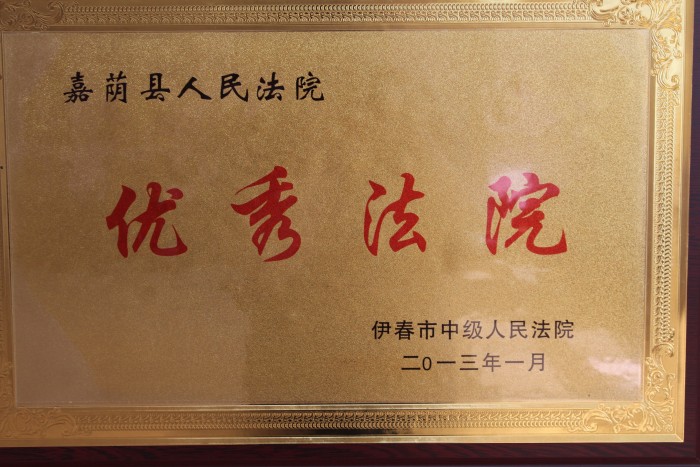 嘉荫县人民法院
优秀法院
伊春市中级人民法院
二0一三年一月